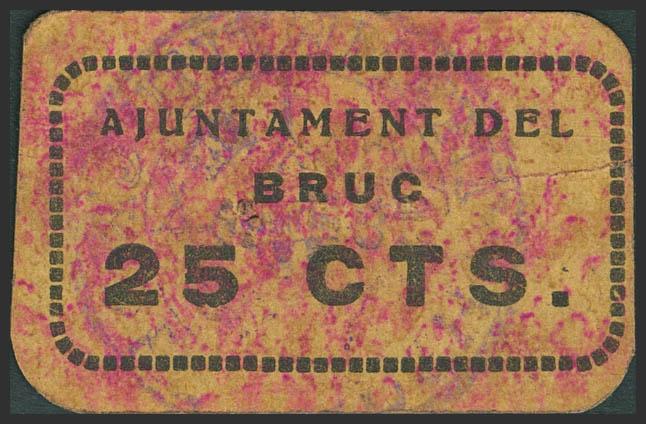 AJUNTAMENT DEL
BRUC
25 CTS.